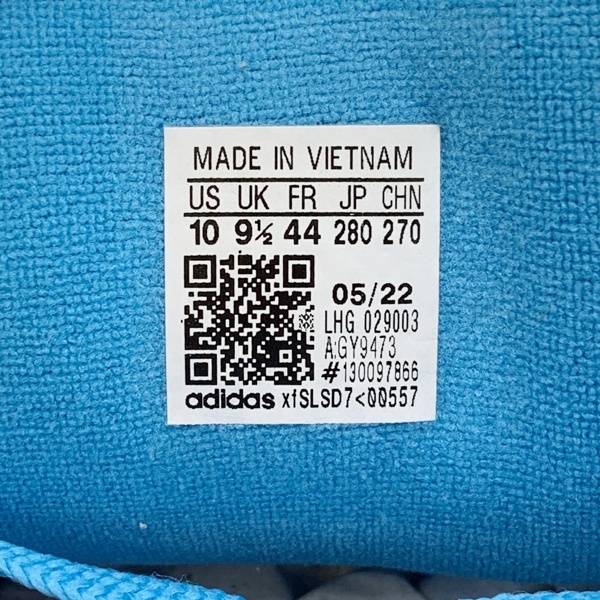 MADE IN VIETNAM
US UK FR JP CHN
10 9½ 44 280 270
05/22
LHG 029003
A:GY9473
#130097866
adidas xfSLSD7<00557